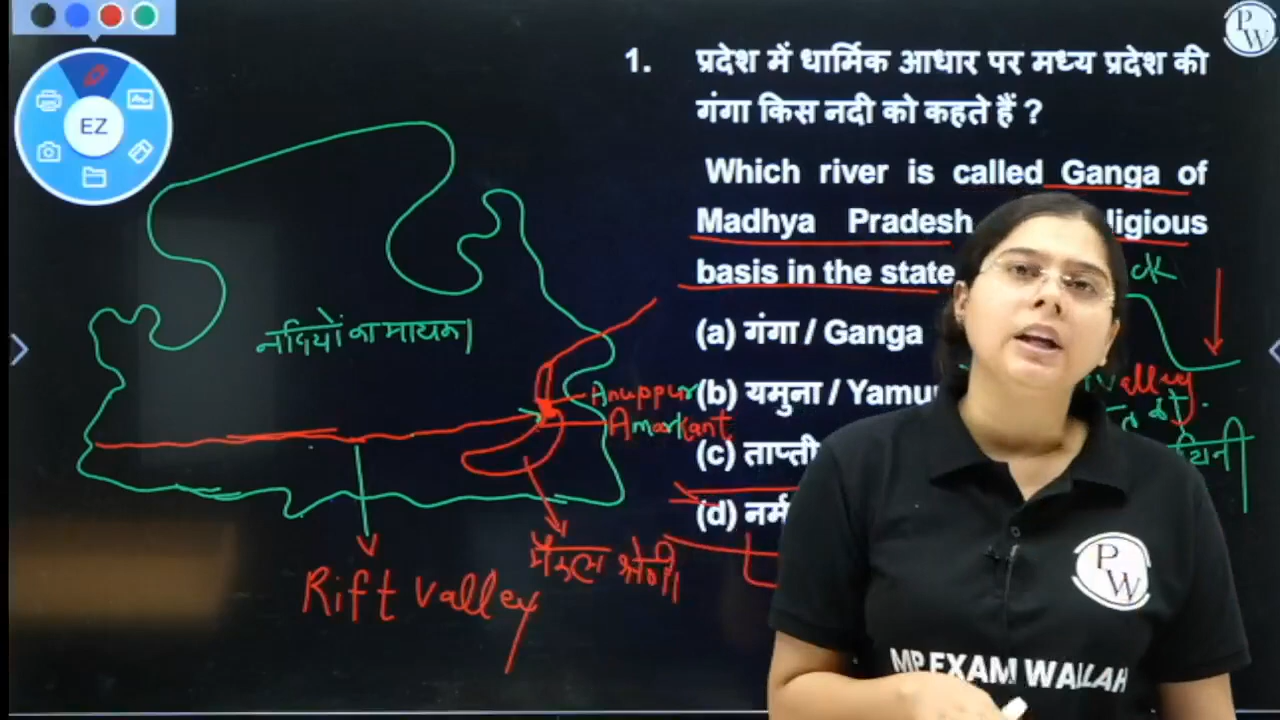 EZ
P
W
1. प्रदेश में धार्मिक आधार पर मध्य प्रदेश की
गंगा किस नदी को कहते हैं ?
Which river is called Ganga of
Madhya Pradesh ligious
basis in the state
(a) गंगा / Ganga
(b) यमुना / Yamu
(c) ताप्ती
(d) नर्म
नदियों का मायका
Anuppur
Amarkant
मैकल श्रेणी
Rift valley
valley
P
W
MP EXAM WALLAH